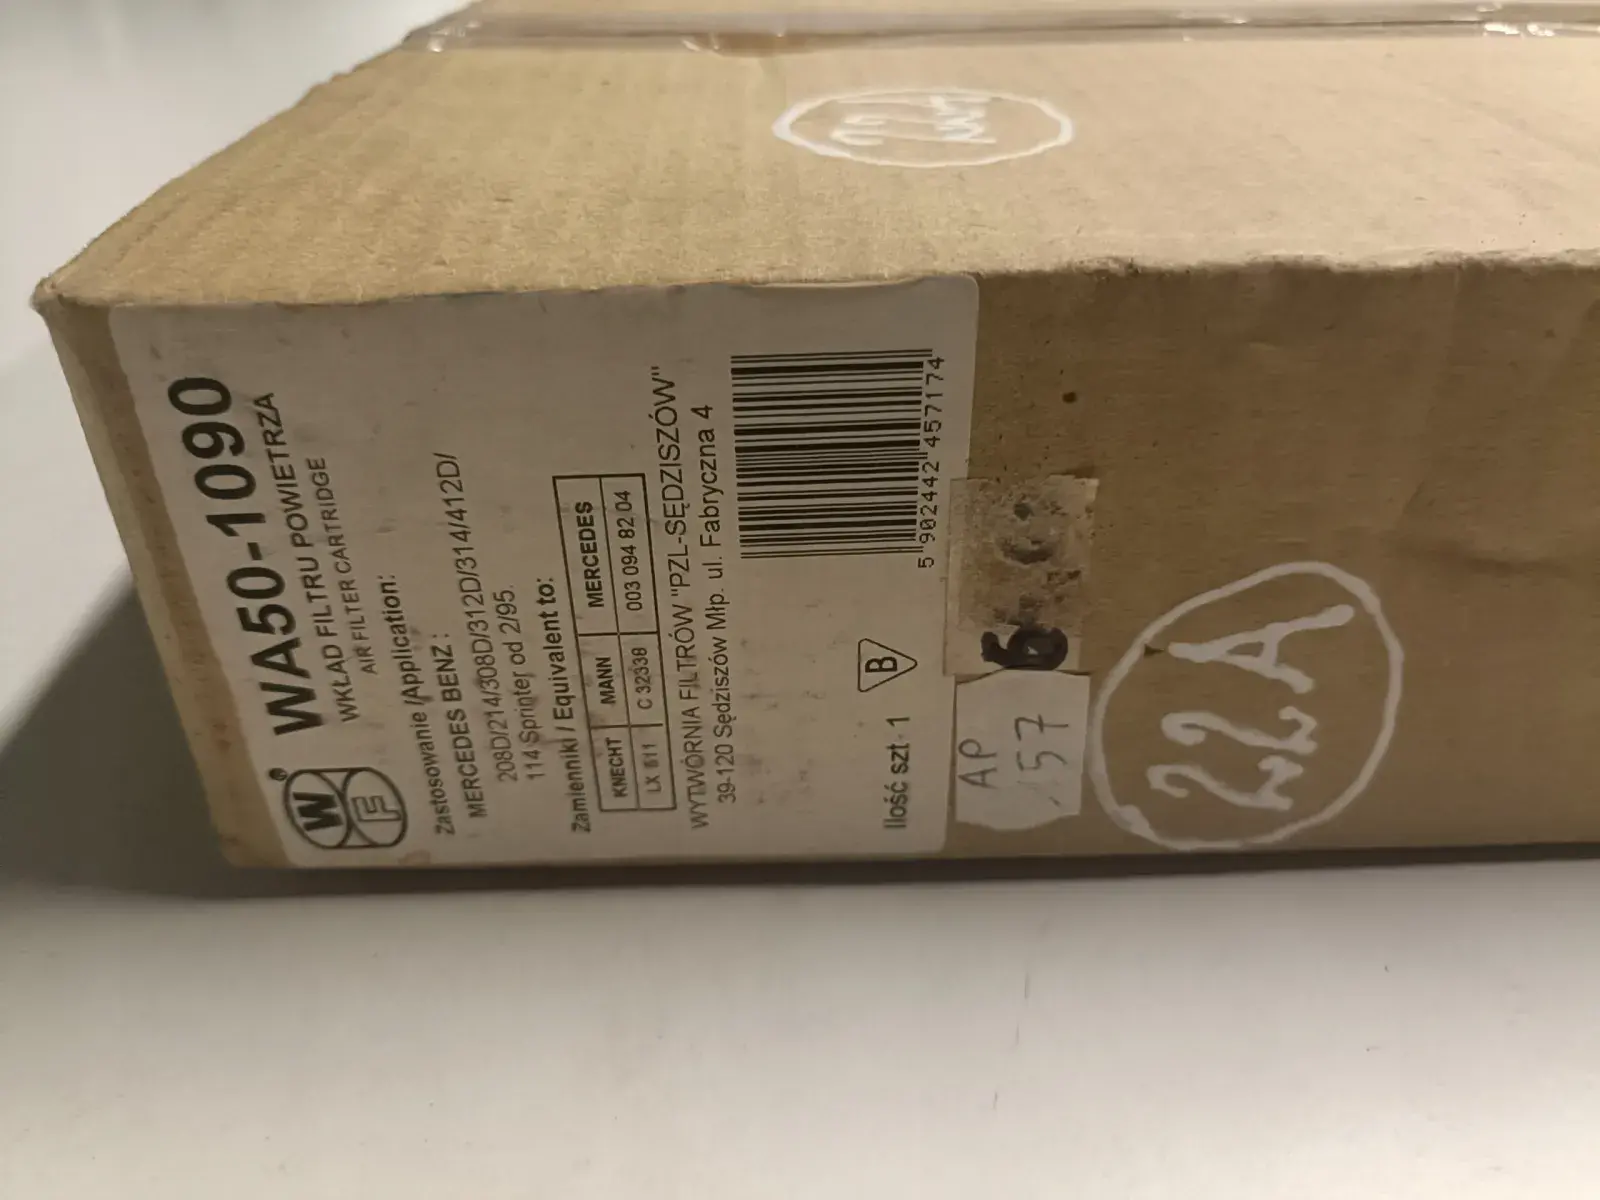 WA50-1090
WKŁAD FILTRU POWIETRZA
AIR FILTER CARTRIDGE
W
F
®
Zastosowanie /Application:
MERCEDES BENZ :
208D/214/308D/312D/314/412D/
114 Sprinter od 2/95.
Zamienniki / Equivalent to:
KNECHT MANN MERCEDES
LX 611 C 32338 003 094 82 04
WYTWÓRNIA FILTRÓW "PZL-SĘDZISZÓW"
39-120 Sędziszów Młp. ul. Fabryczna 4
5 902442 457174
Ilość szt 1
B
6
AP
157
22A